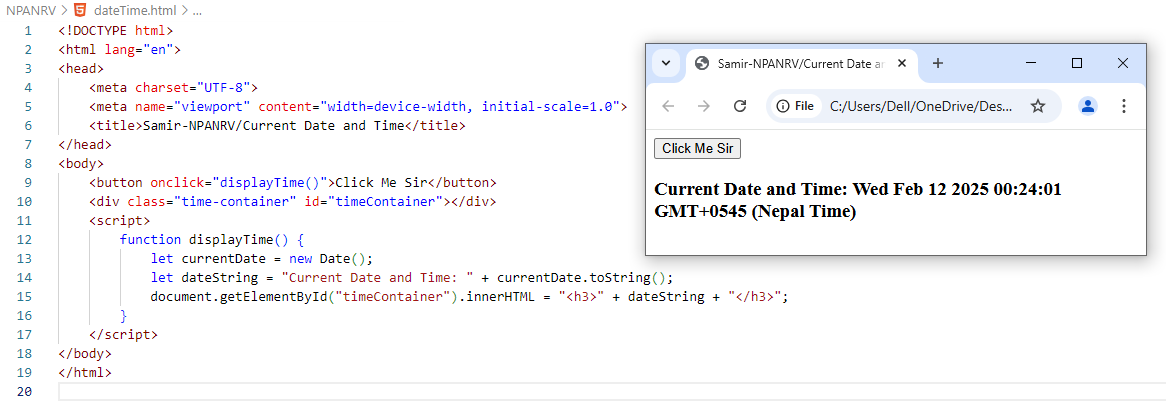 NPANRV > dateTime.html > ...
1 <!DOCTYPE html>
2 <html lang="en">
3 <head>
4     <meta charset="UTF-8">
5     <meta name="viewport" content="width=device-width, initial-scale=1.0">
6     <title>Samir-NPANRV/Current Date and Time</title>
7 </head>
8 <body>
9     <button onclick="displayTime()">Click Me Sir</button>
10     <div class="time-container" id="timeContainer"></div>
11     <script>
12         function displayTime() {
13             let currentDate = new Date();
14             let dateString = "Current Date and Time: " + currentDate.toString();
15             document.getElementById("timeContainer").innerHTML = "<h3>" + dateString + "</h3>";
16         }
17     </script>
18 </body>
19 </html>
20
Samir-NPANRV/Current Date a
File C:/Users/Dell/OneDrive/Des...
Click Me Sir
Current Date and Time: Wed Feb 12 2025 00:24:01
GMT+0545 (Nepal Time)